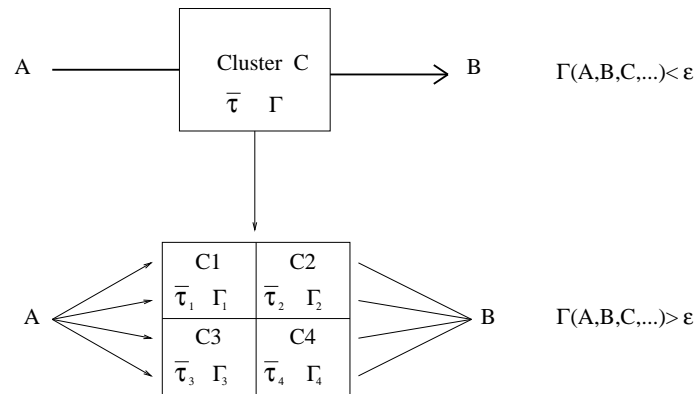 A Cluster C B Γ(A,B,C,...)< ε
τ̅ Γ
C1 C2
τ̅₁ Γ₁ τ̅₂ Γ₂
A B Γ(A,B,C,...)> ε
C3 C4
τ̅₃ Γ₃ τ̅₄ Γ₄